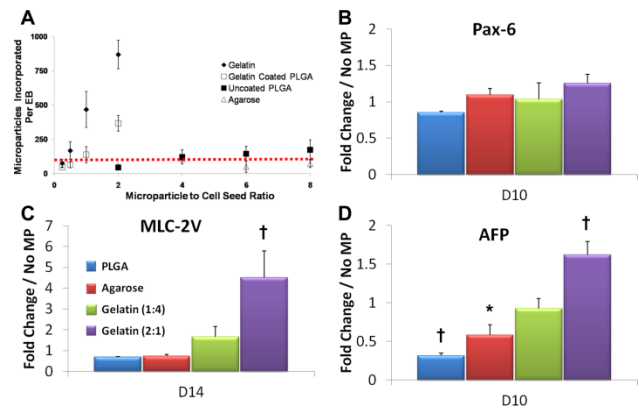 A
Microparticles Incorporated
Per EB
1000
750
500
250
0
0
2
4
6
8
Microparticle to Cell Seed Ratio
Gelatin
Gelatin Coated PLGA
Uncoated PLGA
Agarose
B
Pax-6
Fold Change / No MP
2
1.5
1
0.5
0
D10
C
MLC-2V
Fold Change / No MP
7
6
5
4
3
2
1
0
PLGA
Agarose
Gelatin (1:4)
Gelatin (2:1)
†
D14
D
AFP
Fold Change / No MP
2
1.5
1
0.5
0
†
*
†
D10